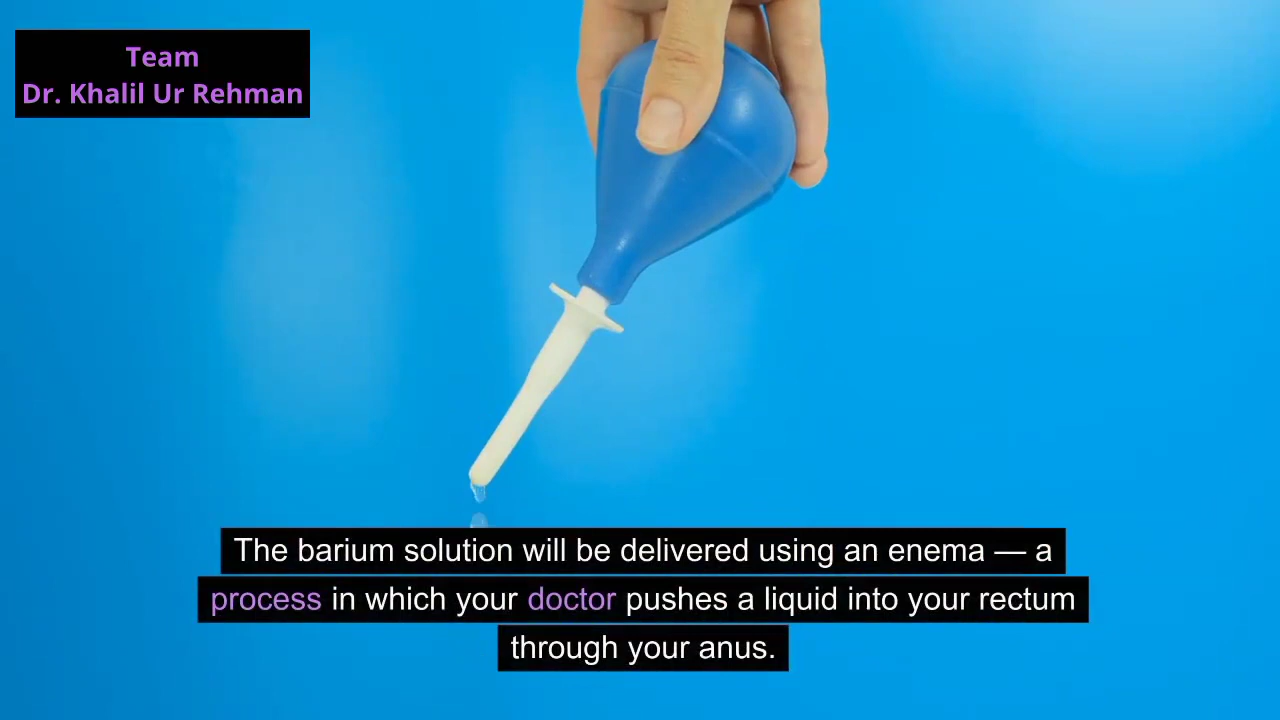 Team
Dr. Khalil Ur Rehman
The barium solution will be delivered using an enema — a
process in which your doctor pushes a liquid into your rectum
through your anus.